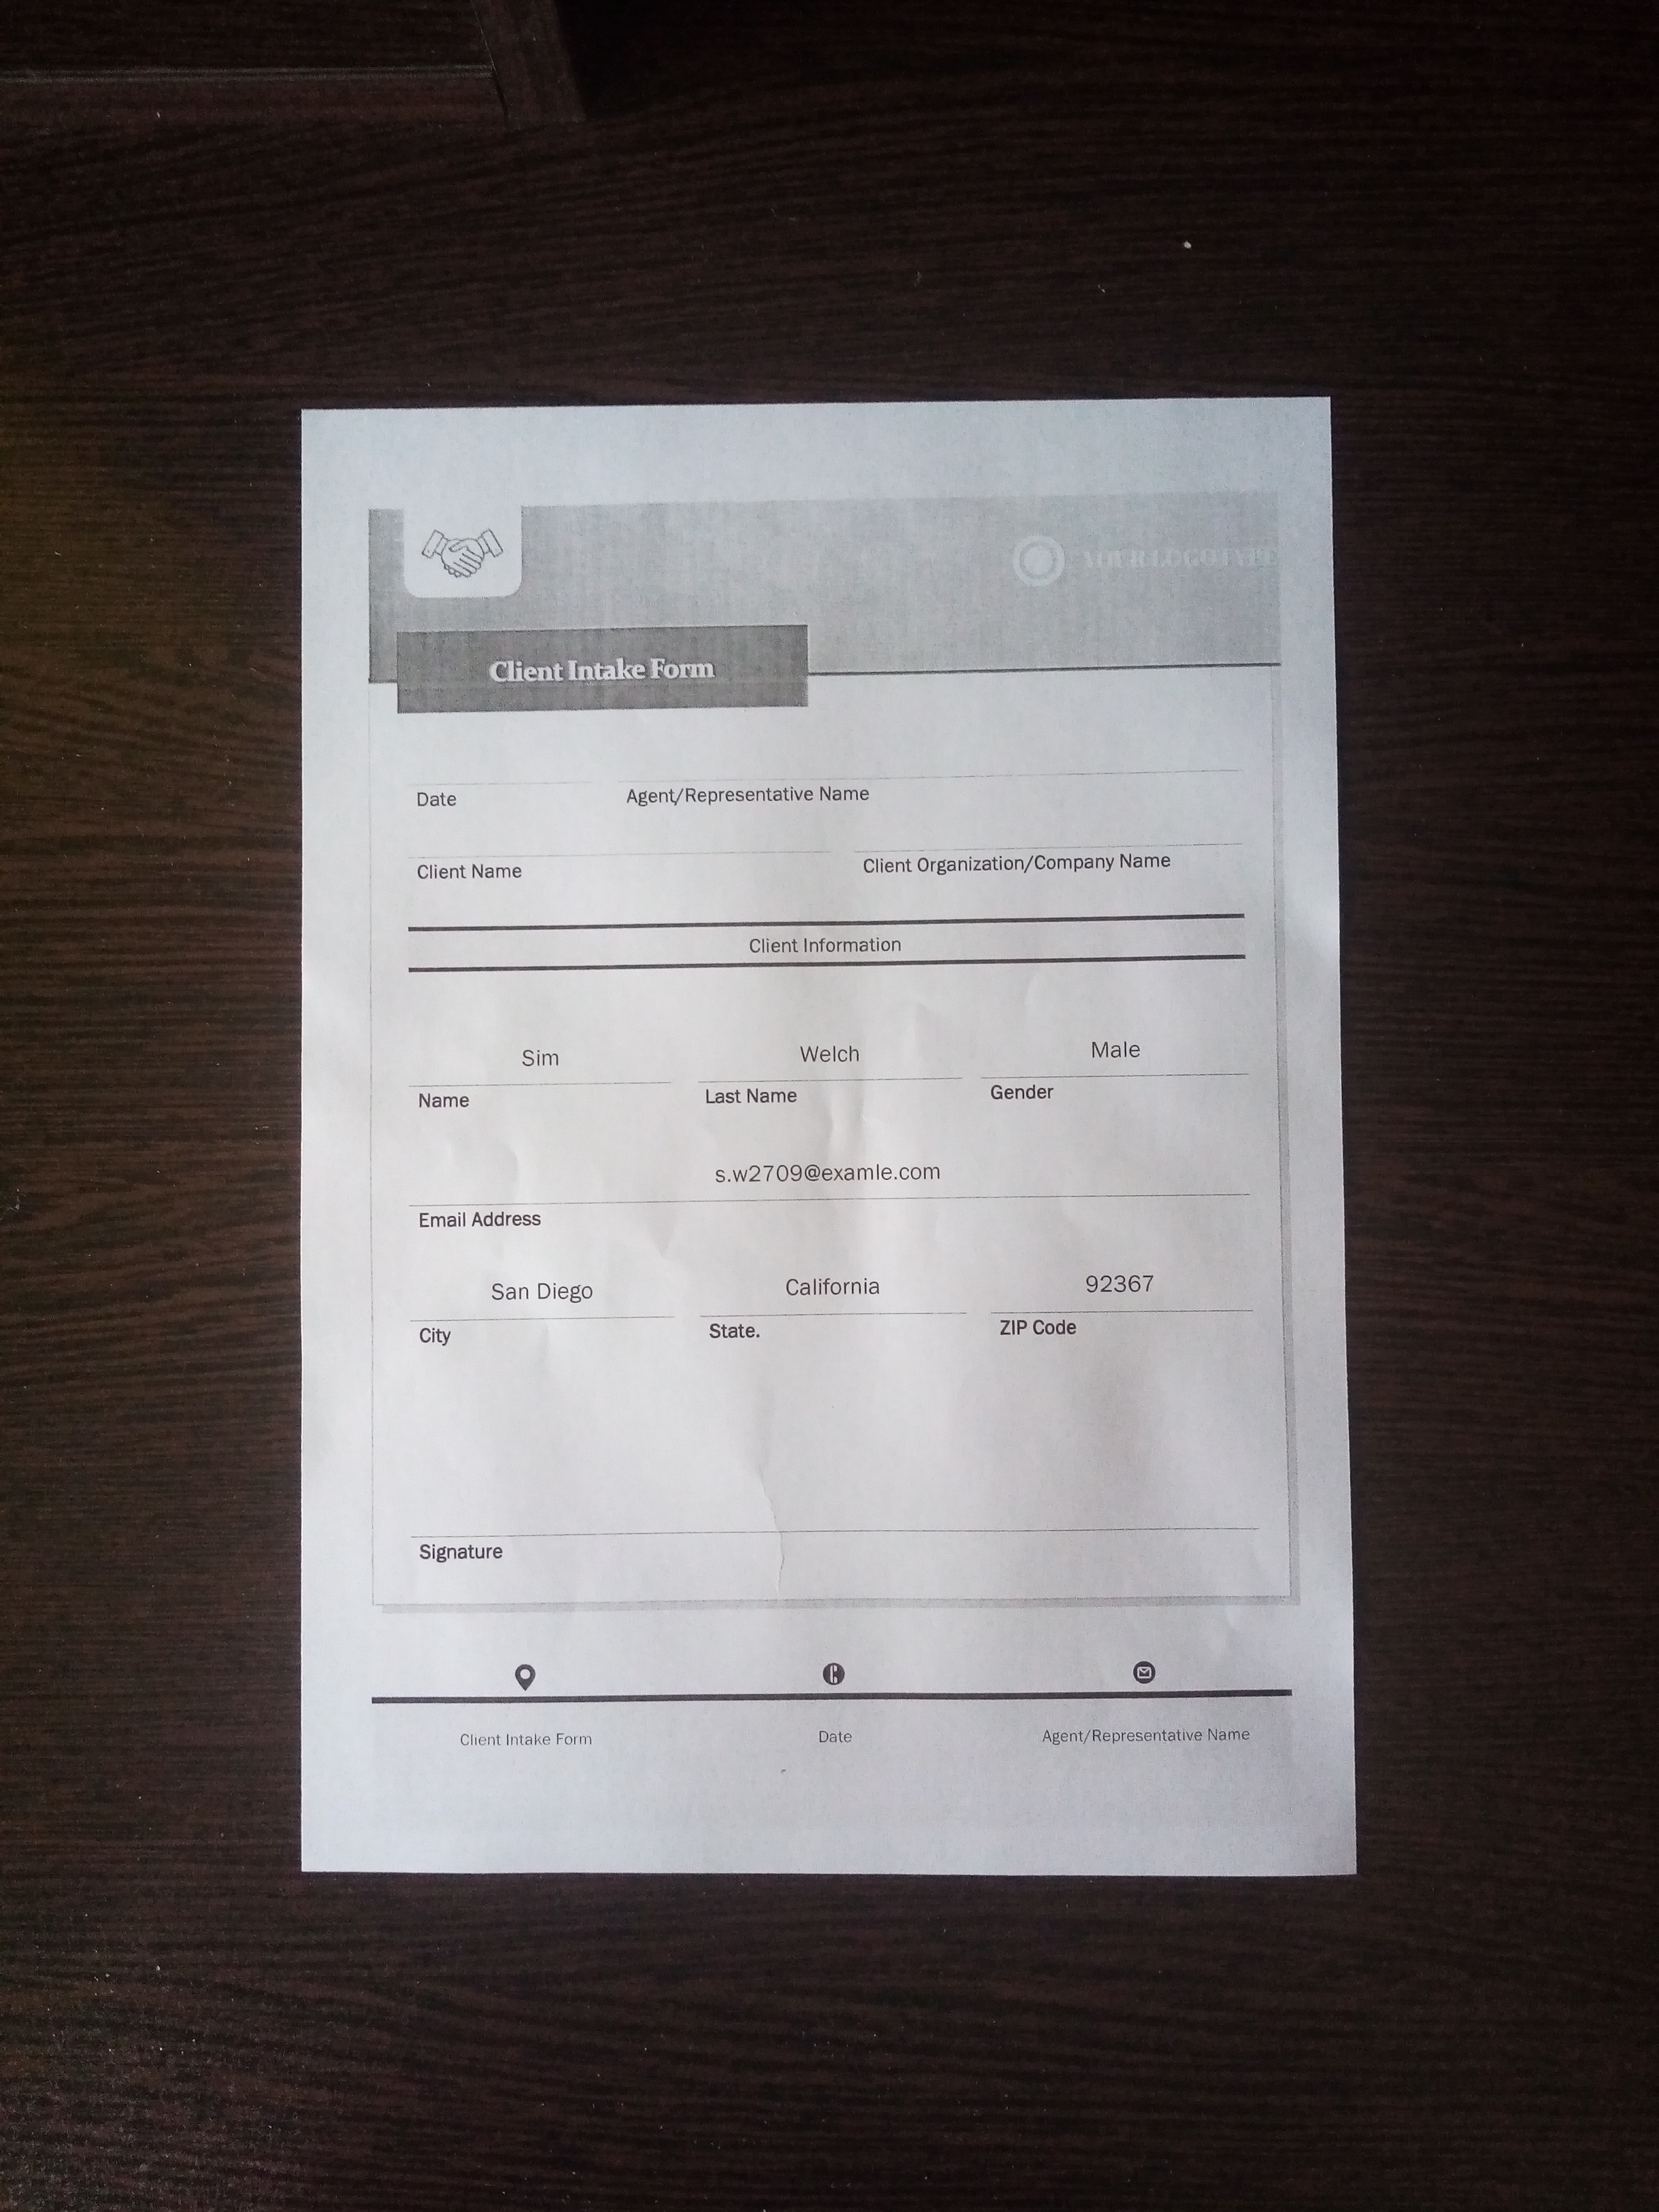 YOUR LOGOTYPE
Client Intake Form
Date Agent/Representative Name
Client Name Client Organization/Company Name
Client Information
Sim Welch Male
Name Last Name Gender
s.w2709@examle.com
Email Address
San Diego California 92367
City State. ZIP Code
Signature
Client Intake Form Date Agent/Representative Name